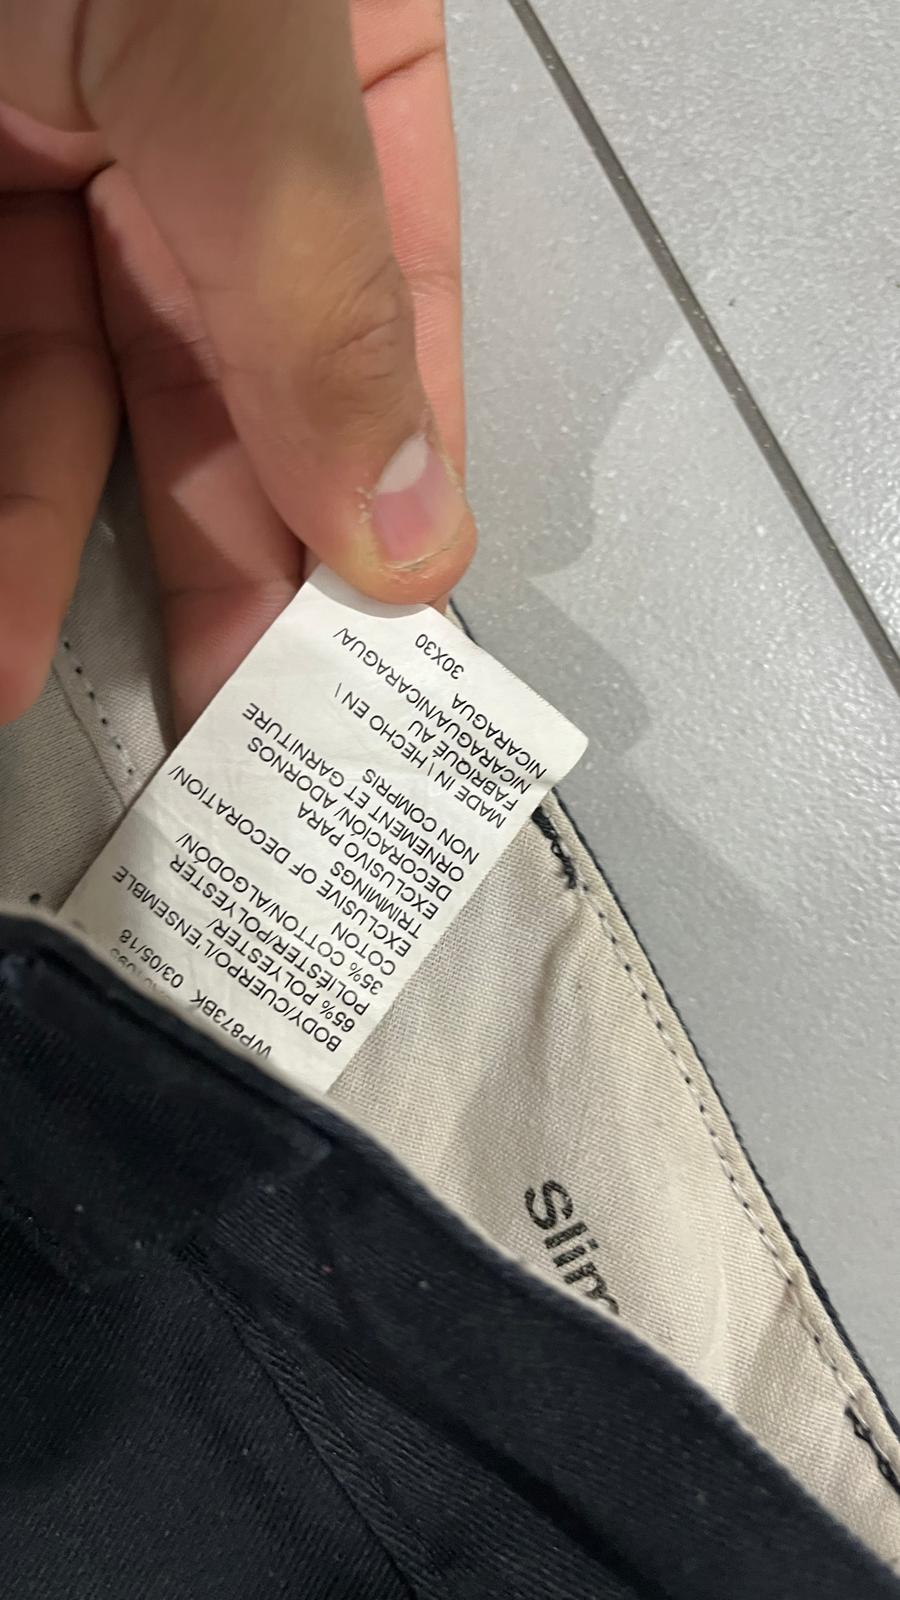 WP873BK 03/05/18
BODY/CUERPO/L'ENSEMBLE
65% POLYESTER/
POLIÉSTER/POLYESTER
35% COTTON/ALGODÓN/
COTON
EXCLUSIVE OF DECORATION/
TRIMMINGS
EXCLUSIVO PARA
DECORACIÓN/ ADORNOS
ORNEMENT ET GARNITURE
NON COMPRIS
MADE IN \ HECHO EN \
FABRIQUÉ AU
NICARAGUA/NICARAGUA/
NICARAGUA
30X30
Slim